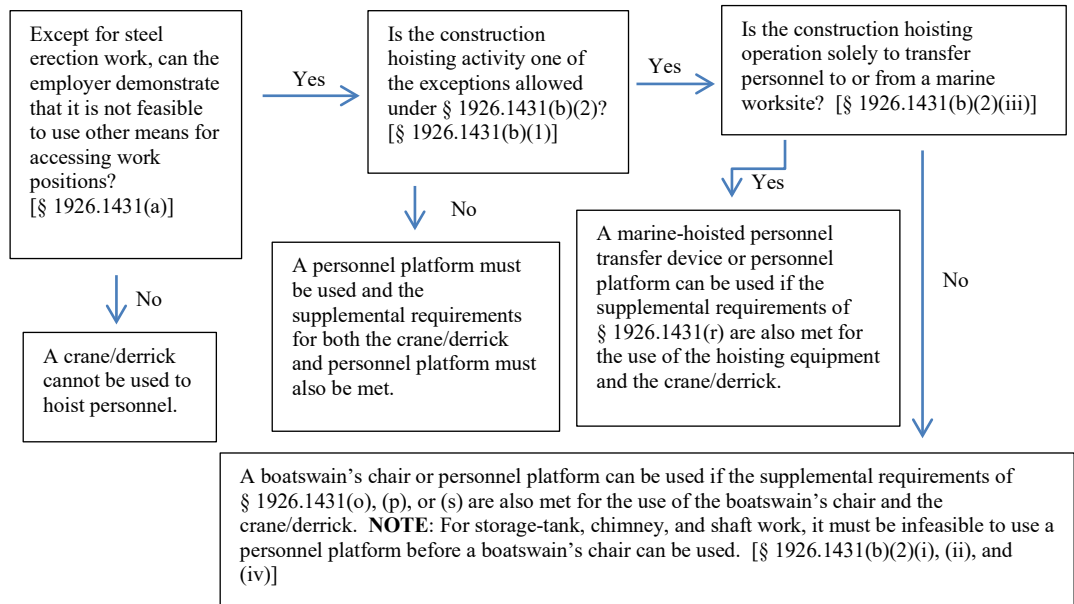 Except for steel
erection work, can the
employer demonstrate
that it is not feasible
to use other means for
accessing work
positions?
[§ 1926.1431(a)]
Yes
Is the construction
hoisting activity one of
the exceptions allowed
under § 1926.1431(b)(2)?
[§ 1926.1431(b)(1)]
Yes
Is the construction hoisting
operation solely to transfer
personnel to or from a marine
worksite?  [§ 1926.1431(b)(2)(iii)]
No
A crane/derrick
cannot be used to
hoist personnel.
No
A personnel platform must
be used and the
supplemental requirements
for both the crane/derrick
and personnel platform must
also be met.
Yes
A marine-hoisted personnel
transfer device or personnel
platform can be used if the
supplemental requirements of
§ 1926.1431(r) are also met for
the use of the hoisting equipment
and the crane/derrick.
No
A boatswain’s chair or personnel platform can be used if the supplemental requirements of
§ 1926.1431(o), (p), or (s) are also met for the use of the boatswain’s chair and the
crane/derrick.  NOTE: For storage-tank, chimney, and shaft work, it must be infeasible to use a
personnel platform before a boatswain’s chair can be used.  [§ 1926.1431(b)(2)(i), (ii), and
(iv)]